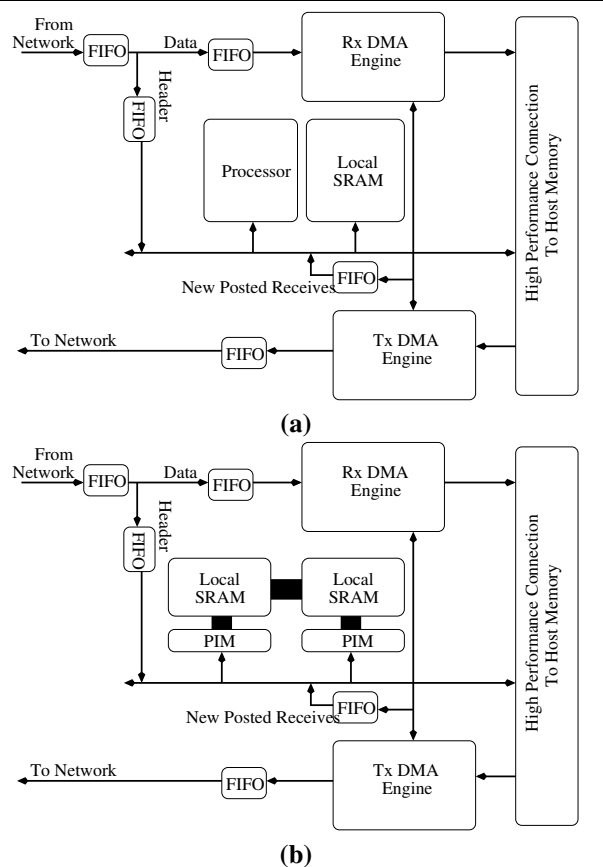 From
Network
FIFO
Data
FIFO
Rx DMA
Engine
Header
FIFO
Processor
Local
SRAM
High Performance Connection
To Host Memory
New Posted Receives
FIFO
To Network
FIFO
Tx DMA
Engine
(a)
From
Network
FIFO
Data
FIFO
Rx DMA
Engine
Header
FIFO
Local
SRAM
Local
SRAM
PIM
PIM
High Performance Connection
To Host Memory
New Posted Receives
FIFO
To Network
FIFO
Tx DMA
Engine
(b)